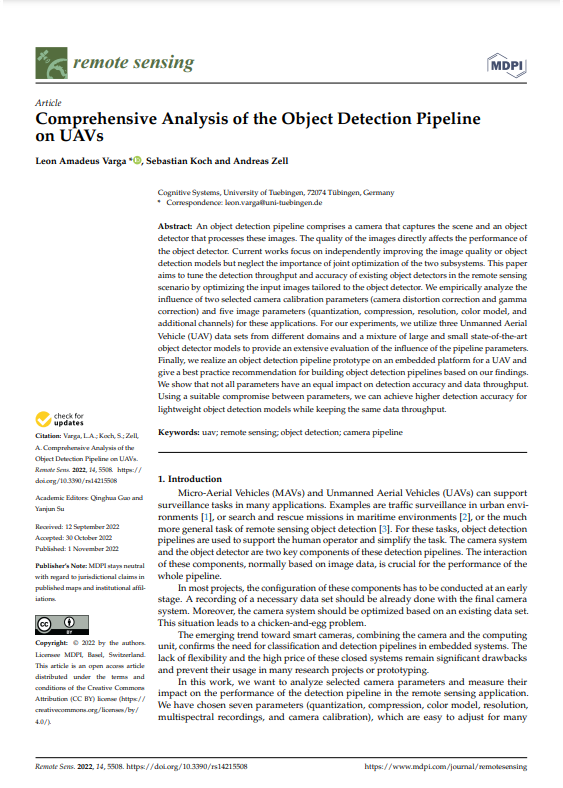 remote sensing
MDPI
Article
Comprehensive Analysis of the Object Detection Pipeline
on UAVs
Leon Amadeus Varga *, Sebastian Koch and Andreas Zell
Cognitive Systems, University of Tuebingen, 72074 Tübingen, Germany
* Correspondence: leon.varga@uni-tuebingen.de
Abstract: An object detection pipeline comprises a camera that captures the scene and an object
detector that processes these images. The quality of the images directly affects the performance of
the object detector. Current works focus on independently improving the image quality or object
detection models but neglect the importance of joint optimization of the two subsystems. This paper
aims to tune the detection throughput and accuracy of existing object detectors in the remote sensing
scenario by optimizing the input images tailored to the object detector. We empirically analyze the
influence of two selected camera calibration parameters (camera distortion correction and gamma
correction) and five image parameters (quantization, compression, resolution, color model, and
additional channels) for these applications. For our experiments, we utilize three Unmanned Aerial
Vehicle (UAV) data sets from different domains and a mixture of large and small state-of-the-art
object detector models to provide an extensive evaluation of the influence of the pipeline parameters.
Finally, we realize an object detection pipeline prototype on an embedded platform for a UAV and
give a best practice recommendation for building object detection pipelines based on our findings.
We show that not all parameters have an equal impact on detection accuracy and data throughput.
Using a suitable compromise between parameters, we can achieve higher detection accuracy for
lightweight object detection models while keeping the same data throughput.
Keywords: uav; remote sensing; object detection; camera pipeline
check for
updates
Citation: Varga, L.A.; Koch, S.; Zell,
A. Comprehensive Analysis of the
Object Detection Pipeline on UAVs.
Remote Sens. 2022, 14, 5508. https://
doi.org/10.3390/rs14215508
Academic Editors: Qinghua Guo and
Yanjun Su
Received: 12 September 2022
Accepted: 30 October 2022
Published: 1 November 2022
Publisher's Note: MDPI stays neutral
with regard to jurisdictional claims in
published maps and institutional affil-
iations.
CC BY
Copyright: © 2022 by the authors.
Licensee MDPI, Basel, Switzerland.
This article is an open access article
distributed under the terms and
conditions of the Creative Commons
Attribution (CC BY) license (https://
creativecommons.org/licenses/by/
4.0/).
1. Introduction
Micro-Aerial Vehicles (MAVs) and Unmanned Aerial Vehicles (UAVs) can support
surveillance tasks in many applications. Examples are traffic surveillance in urban envi-
ronments [1], or search and rescue missions in maritime environments [2], or the much
more general task of remote sensing object detection [3]. For these tasks, object detection
pipelines are used to support the human operator and simplify the task. The camera system
and the object detector are two key components of these detection pipelines. The interaction
of these components, normally based on image data, is crucial for the performance of the
whole pipeline.
In most projects, the configuration of these components has to be conducted at an early
stage. A recording of a necessary data set should be already done with the final camera
system. Moreover, the camera system should be optimized based on an existing data set.
This situation leads to a chicken-and-egg problem.
The emerging trend toward smart cameras, combining the camera and the computing
unit, confirms the need for classification and detection pipelines in embedded systems. The
lack of flexibility and the high price of these closed systems remain significant drawbacks
and prevent their usage in many research projects or prototyping.
In this work, we want to analyze selected camera parameters and measure their
impact on the performance of the detection pipeline in the remote sensing application.
We have chosen seven parameters (quantization, compression, color model, resolution,
multispectral recordings, and camera calibration), which are easy to adjust for many
Remote Sens. 2022, 14, 5508. https://doi.org/10.3390/rs14215508
https://www.mdpi.com/journal/remotesensing